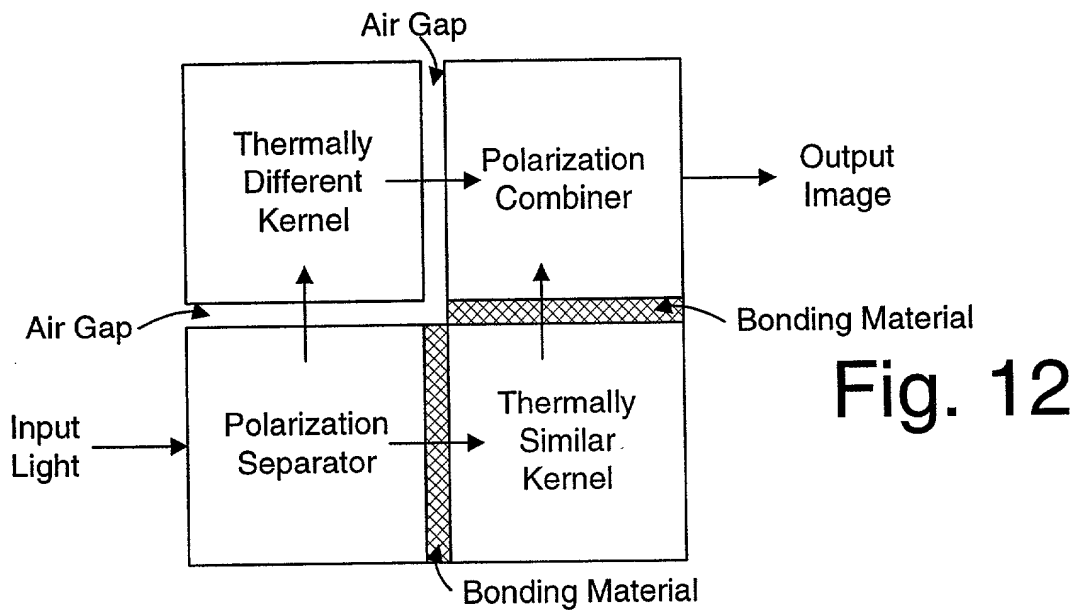 Air Gap
Thermally
Different
Kernel
Polarization
Combiner
Output
Image
Air Gap
Bonding Material
Fig. 12
Input
Light
Polarization
Separator
Thermally
Similar
Kernel
Bonding Material